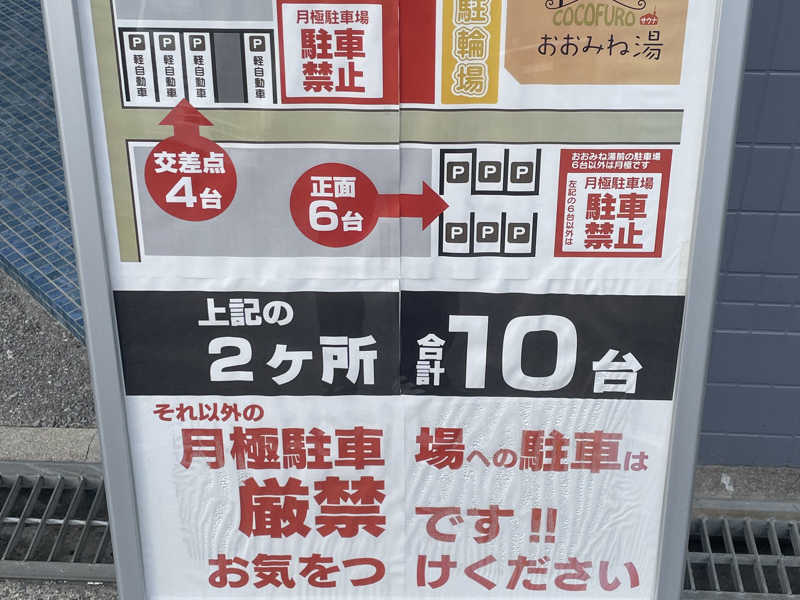 月極駐車場
駐車
禁止
駐輪場
COCOFURO サウナ
おおみね湯
P 軽自動車
P 軽自動車
P 軽自動車
P 軽自動車
交差点
4台
正面
6台
P P P
P P P
おおみね湯前の駐車場
6台以外は月極です
左記の6台以外は
月極駐車場
駐車
禁止
上記の
2ヶ所
合計
10台
それ以外の
月極駐車場への駐車は
厳禁です!!
お気をつけください